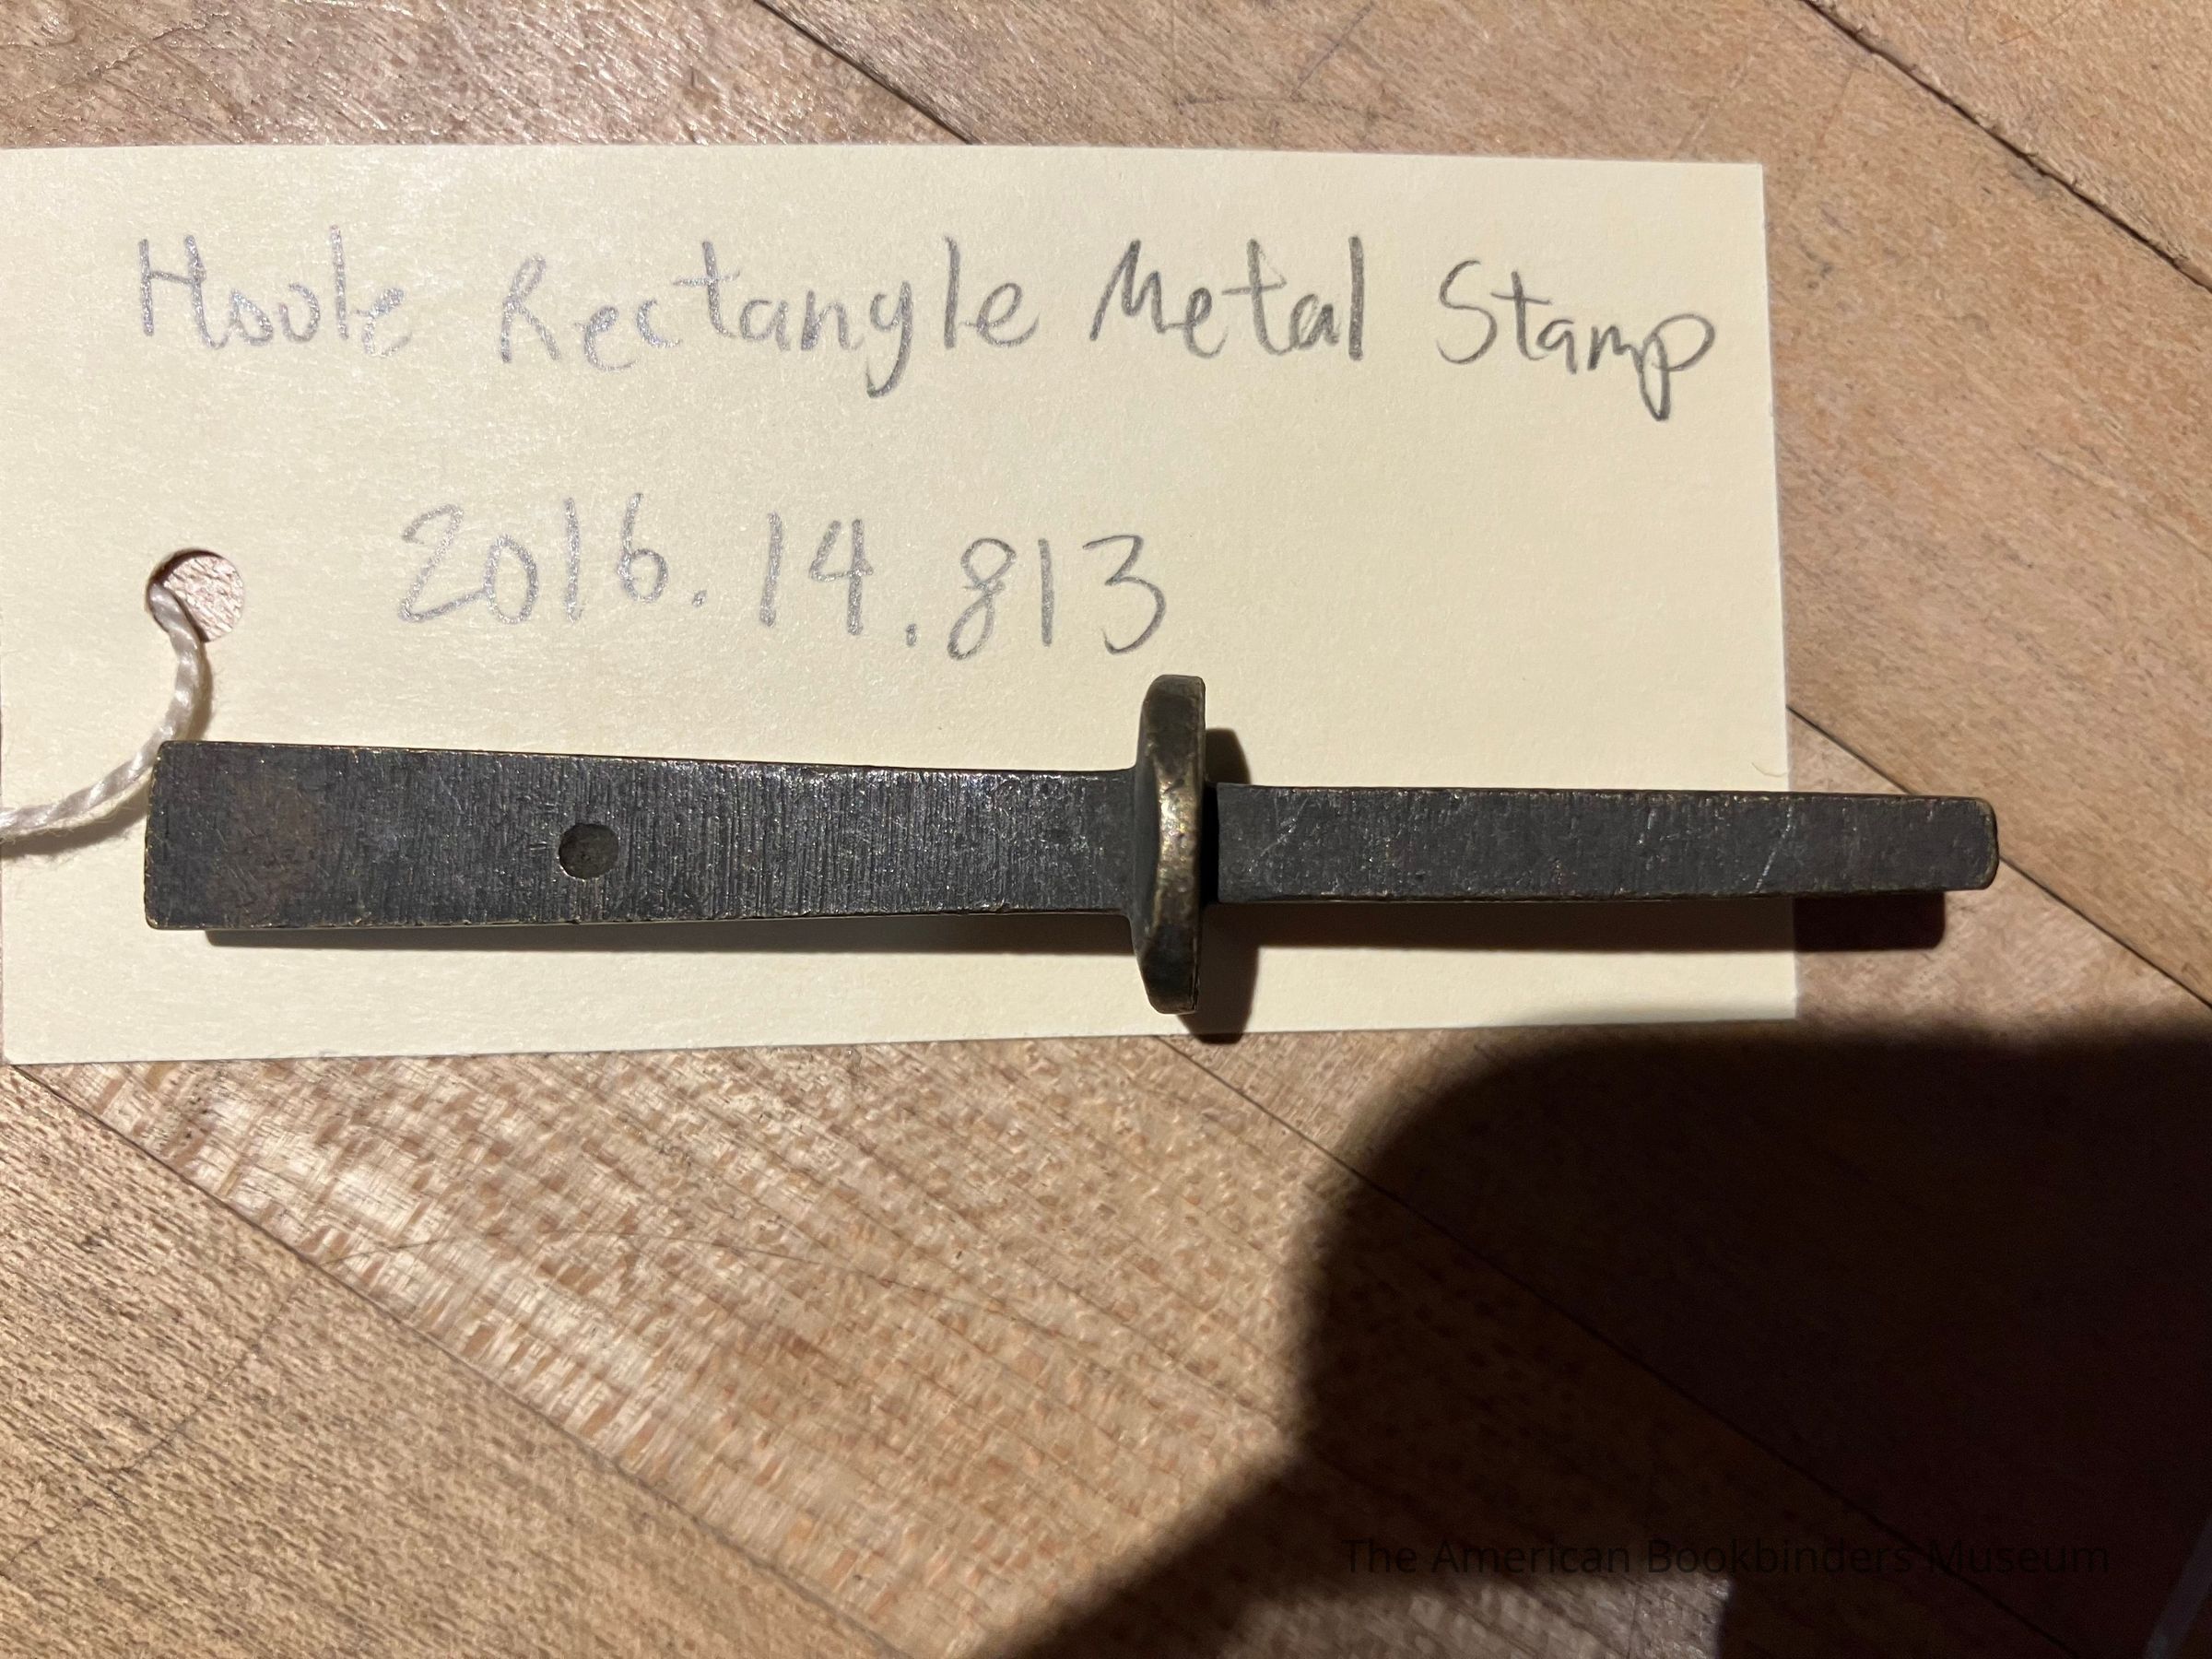 Hoole Rectangle Metal Stamp
2016.14.813
The American Bookbinders Museum